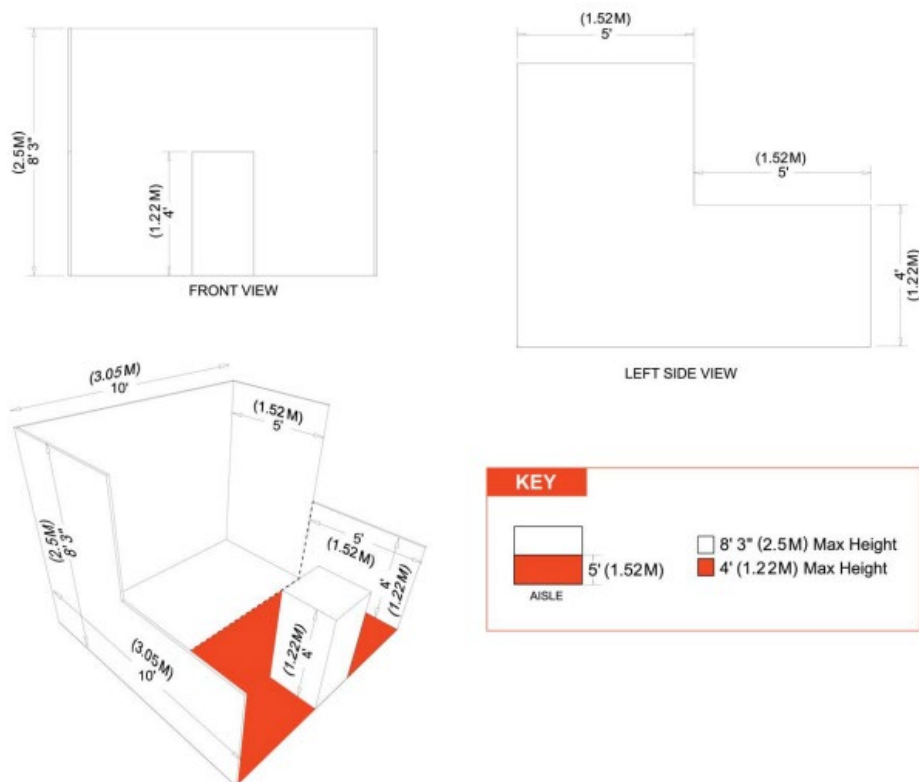 (1.52M)
5'
(2.5M)
8' 3"
(1.22M)
4'
FRONT VIEW
(1.52M)
5'
4'
(1.22M)
LEFT SIDE VIEW
(3.05M)
10'
(1.52M)
5'
(2.5M)
8' 3"
5'
(1.52M)
4'
(1.22M)
(1.22M)
4'
(3.05M)
10'
KEY
5' (1.52M)
AISLE
8' 3" (2.5M) Max Height
4' (1.22M) Max Height